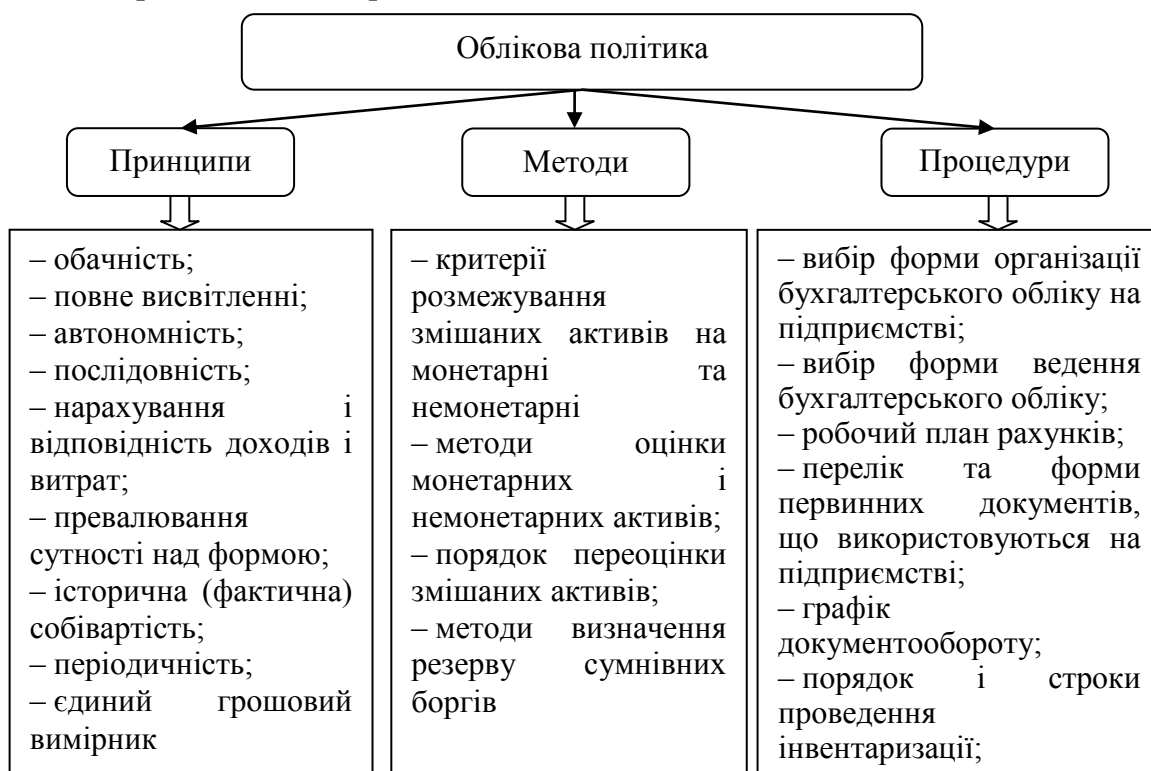 Облікова політика
Принципи
Методи
Процедури
– обачність;
– повне висвітленні;
– автономність;
– послідовність;
– нарахування і
відповідність доходів і
витрат;
– превалювання
сутності над формою;
– історична (фактична)
собівартість;
– періодичність;
– єдиний грошовий
вимірник
– критерії
розмежування
змішаних активів на
монетарні та
немонетарні
– методи оцінки
монетарних і
немонетарних активів;
– порядок переоцінки
змішаних активів;
– методи визначення
резерву сумнівних
боргів
– вибір форми організації
бухгалтерського обліку на
підприємстві;
– вибір форми ведення
бухгалтерського обліку;
– робочий план рахунків;
– перелік та форми
первинних документів,
що використовуються на
підприємстві;
– графік
документообороту;
– порядок і строки
проведення
інвентаризації;